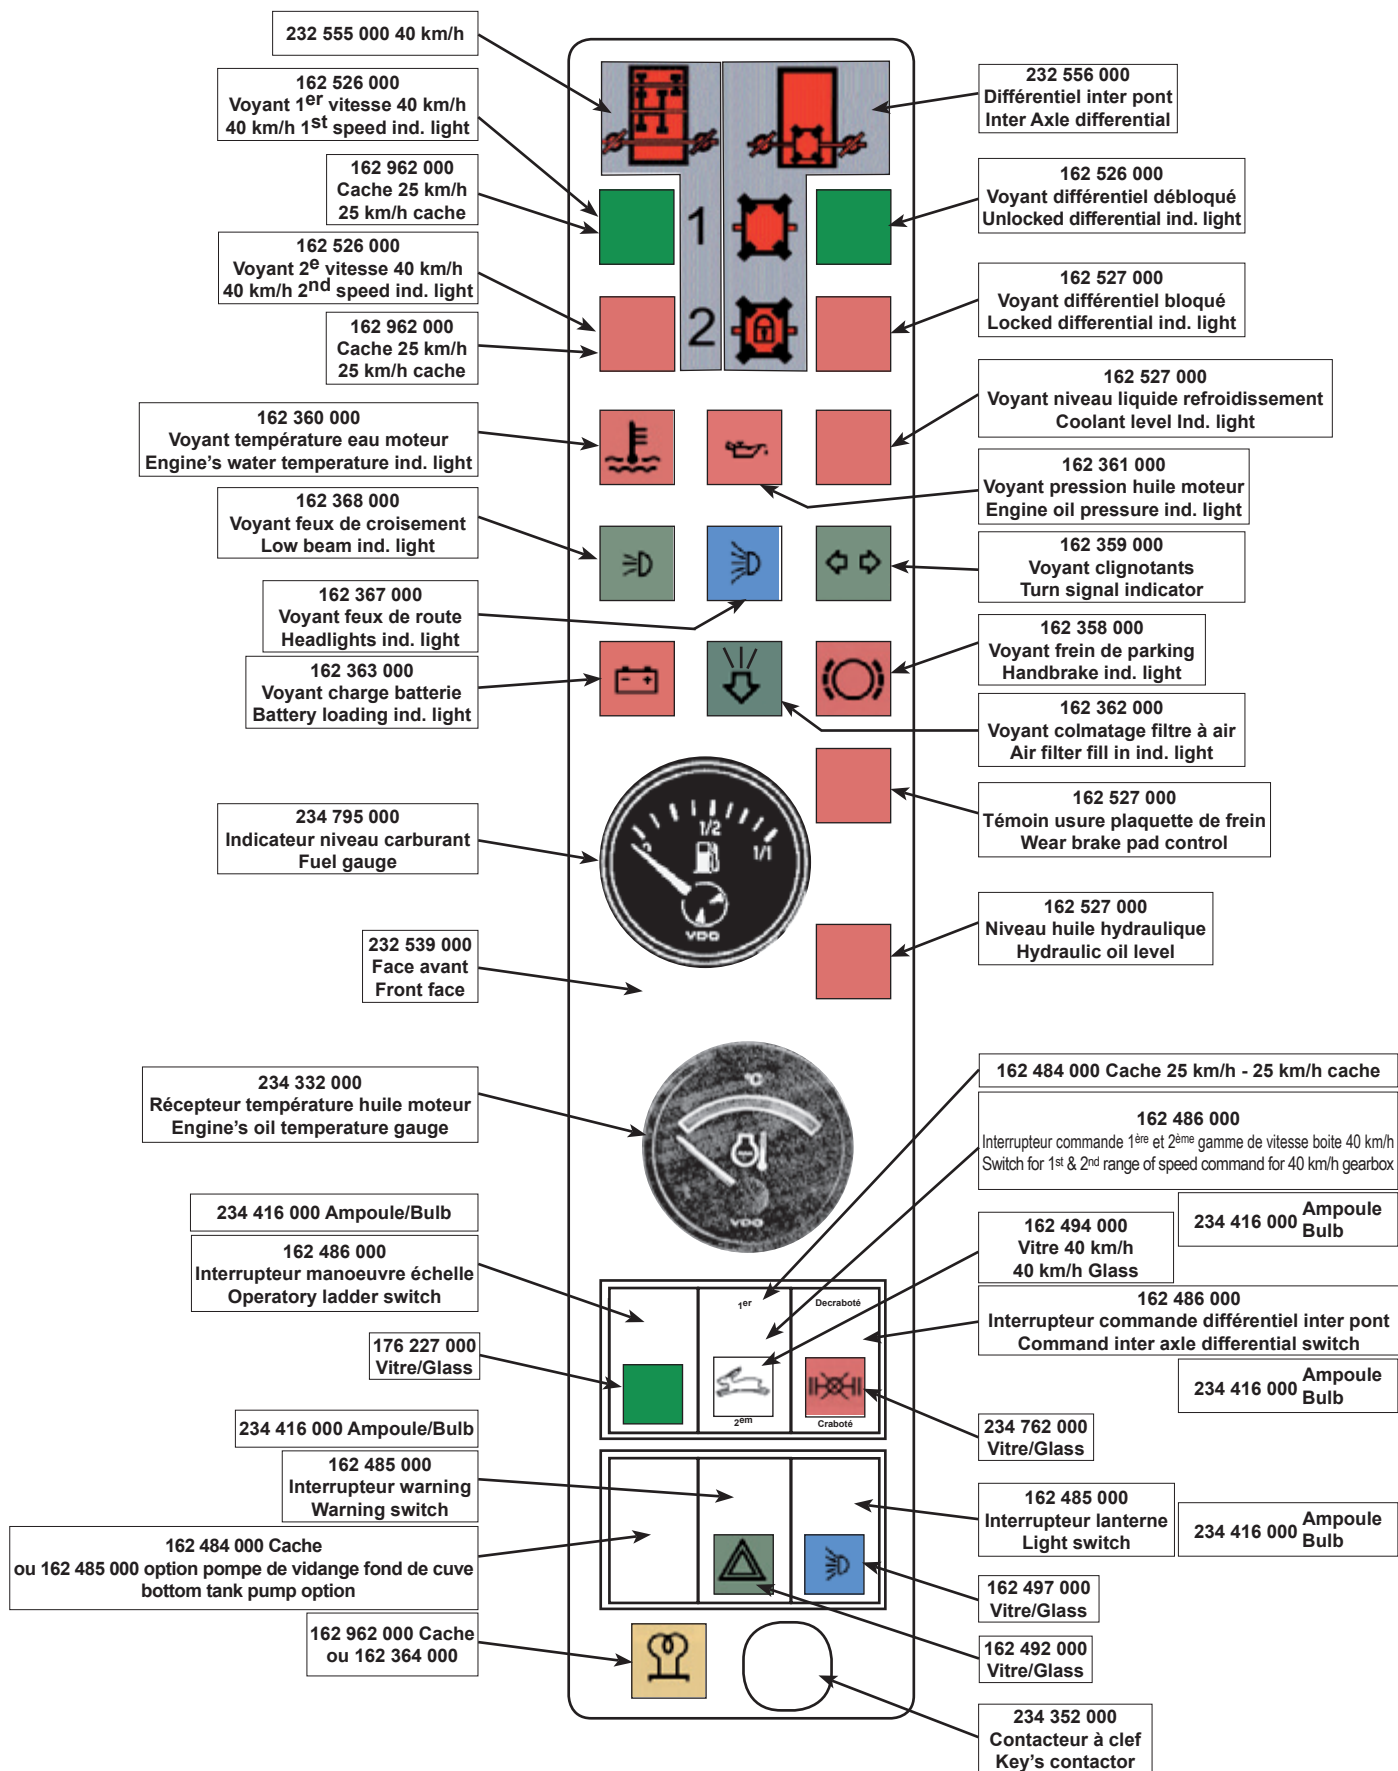 232 555 000 40 km/h
162 526 000
Voyant 1er vitesse 40 km/h
40 km/h 1st speed ind. light
162 962 000
Cache 25 km/h
25 km/h cache
162 526 000
Voyant 2e vitesse 40 km/h
40 km/h 2nd speed ind. light
162 962 000
Cache 25 km/h
25 km/h cache
162 360 000
Voyant température eau moteur
Engine's water temperature ind. light
162 368 000
Voyant feux de croisement
Low beam ind. light
162 367 000
Voyant feux de route
Headlights ind. light
162 363 000
Voyant charge batterie
Battery loading ind. light
234 795 000
Indicateur niveau carburant
Fuel gauge
232 539 000
Face avant
Front face
234 332 000
Récepteur température huile moteur
Engine's oil temperature gauge
234 416 000 Ampoule/Bulb
162 486 000
Interrupteur manoeuvre échelle
Operatory ladder switch
176 227 000
Vitre/Glass
234 416 000 Ampoule/Bulb
162 485 000
Interrupteur warning
Warning switch
162 484 000 Cache
ou 162 485 000 option pompe de vidange fond de cuve
bottom tank pump option
162 962 000 Cache
ou 162 364 000
1
2
0
1/2
1/1
VDO
°C
VDO
1er
Decraboté
2em
Craboté
232 556 000
Différentiel inter pont
Inter Axle differential
162 526 000
Voyant différentiel débloqué
Unlocked differential ind. light
162 527 000
Voyant différentiel bloqué
Locked differential ind. light
162 527 000
Voyant niveau liquide refroidissement
Coolant level Ind. light
162 361 000
Voyant pression huile moteur
Engine oil pressure ind. light
162 359 000
Voyant clignotants
Turn signal indicator
162 358 000
Voyant frein de parking
Handbrake ind. light
162 362 000
Voyant colmatage filtre à air
Air filter fill in ind. light
162 527 000
Témoin usure plaquette de frein
Wear brake pad control
162 527 000
Niveau huile hydraulique
Hydraulic oil level
162 484 000 Cache 25 km/h - 25 km/h cache
162 486 000
Interrupteur commande 1ère et 2ème gamme de vitesse boite 40 km/h
Switch for 1st & 2nd range of speed command for 40 km/h gearbox
234 416 000 Ampoule
Bulb
162 494 000
Vitre 40 km/h
40 km/h Glass
162 486 000
Interrupteur commande différentiel inter pont
Command inter axle differential switch
234 416 000 Ampoule
Bulb
234 762 000
Vitre/Glass
162 485 000
Interrupteur lanterne
Light switch
234 416 000 Ampoule
Bulb
162 497 000
Vitre/Glass
162 492 000
Vitre/Glass
234 352 000
Contacteur à clef
Key's contactor